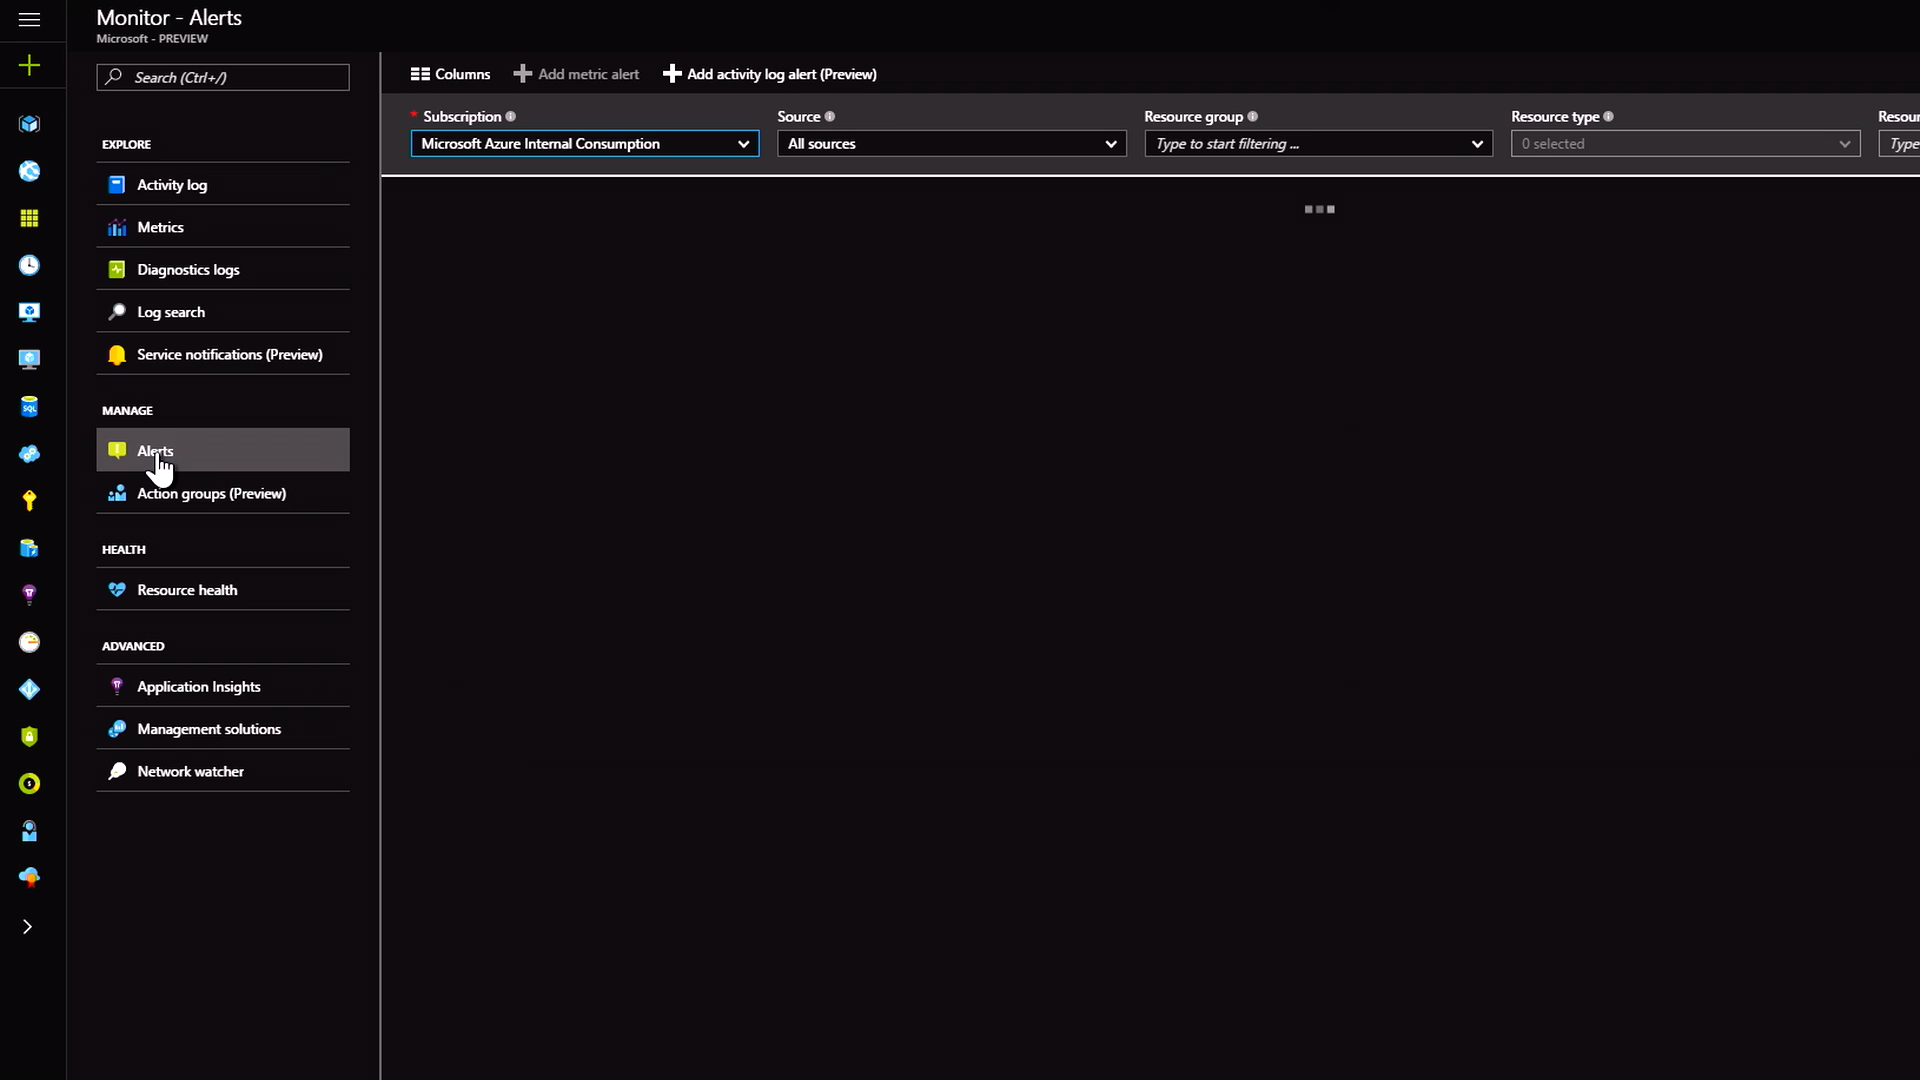 Monitor - Alerts
Microsoft - PREVIEW
Search (Ctrl+/)
EXPLORE
Activity log
Metrics
Diagnostics logs
Log search
Service notifications (Preview)
MANAGE
Alerts
Action groups (Preview)
HEALTH
Resource health
ADVANCED
Application Insights
Management solutions
Network watcher
Columns
Add metric alert
Add activity log alert (Preview)
* Subscription
Microsoft Azure Internal Consumption
Source
All sources
Resource group
Type to start filtering ...
Resource type
0 selected
Resour
Type
SQL